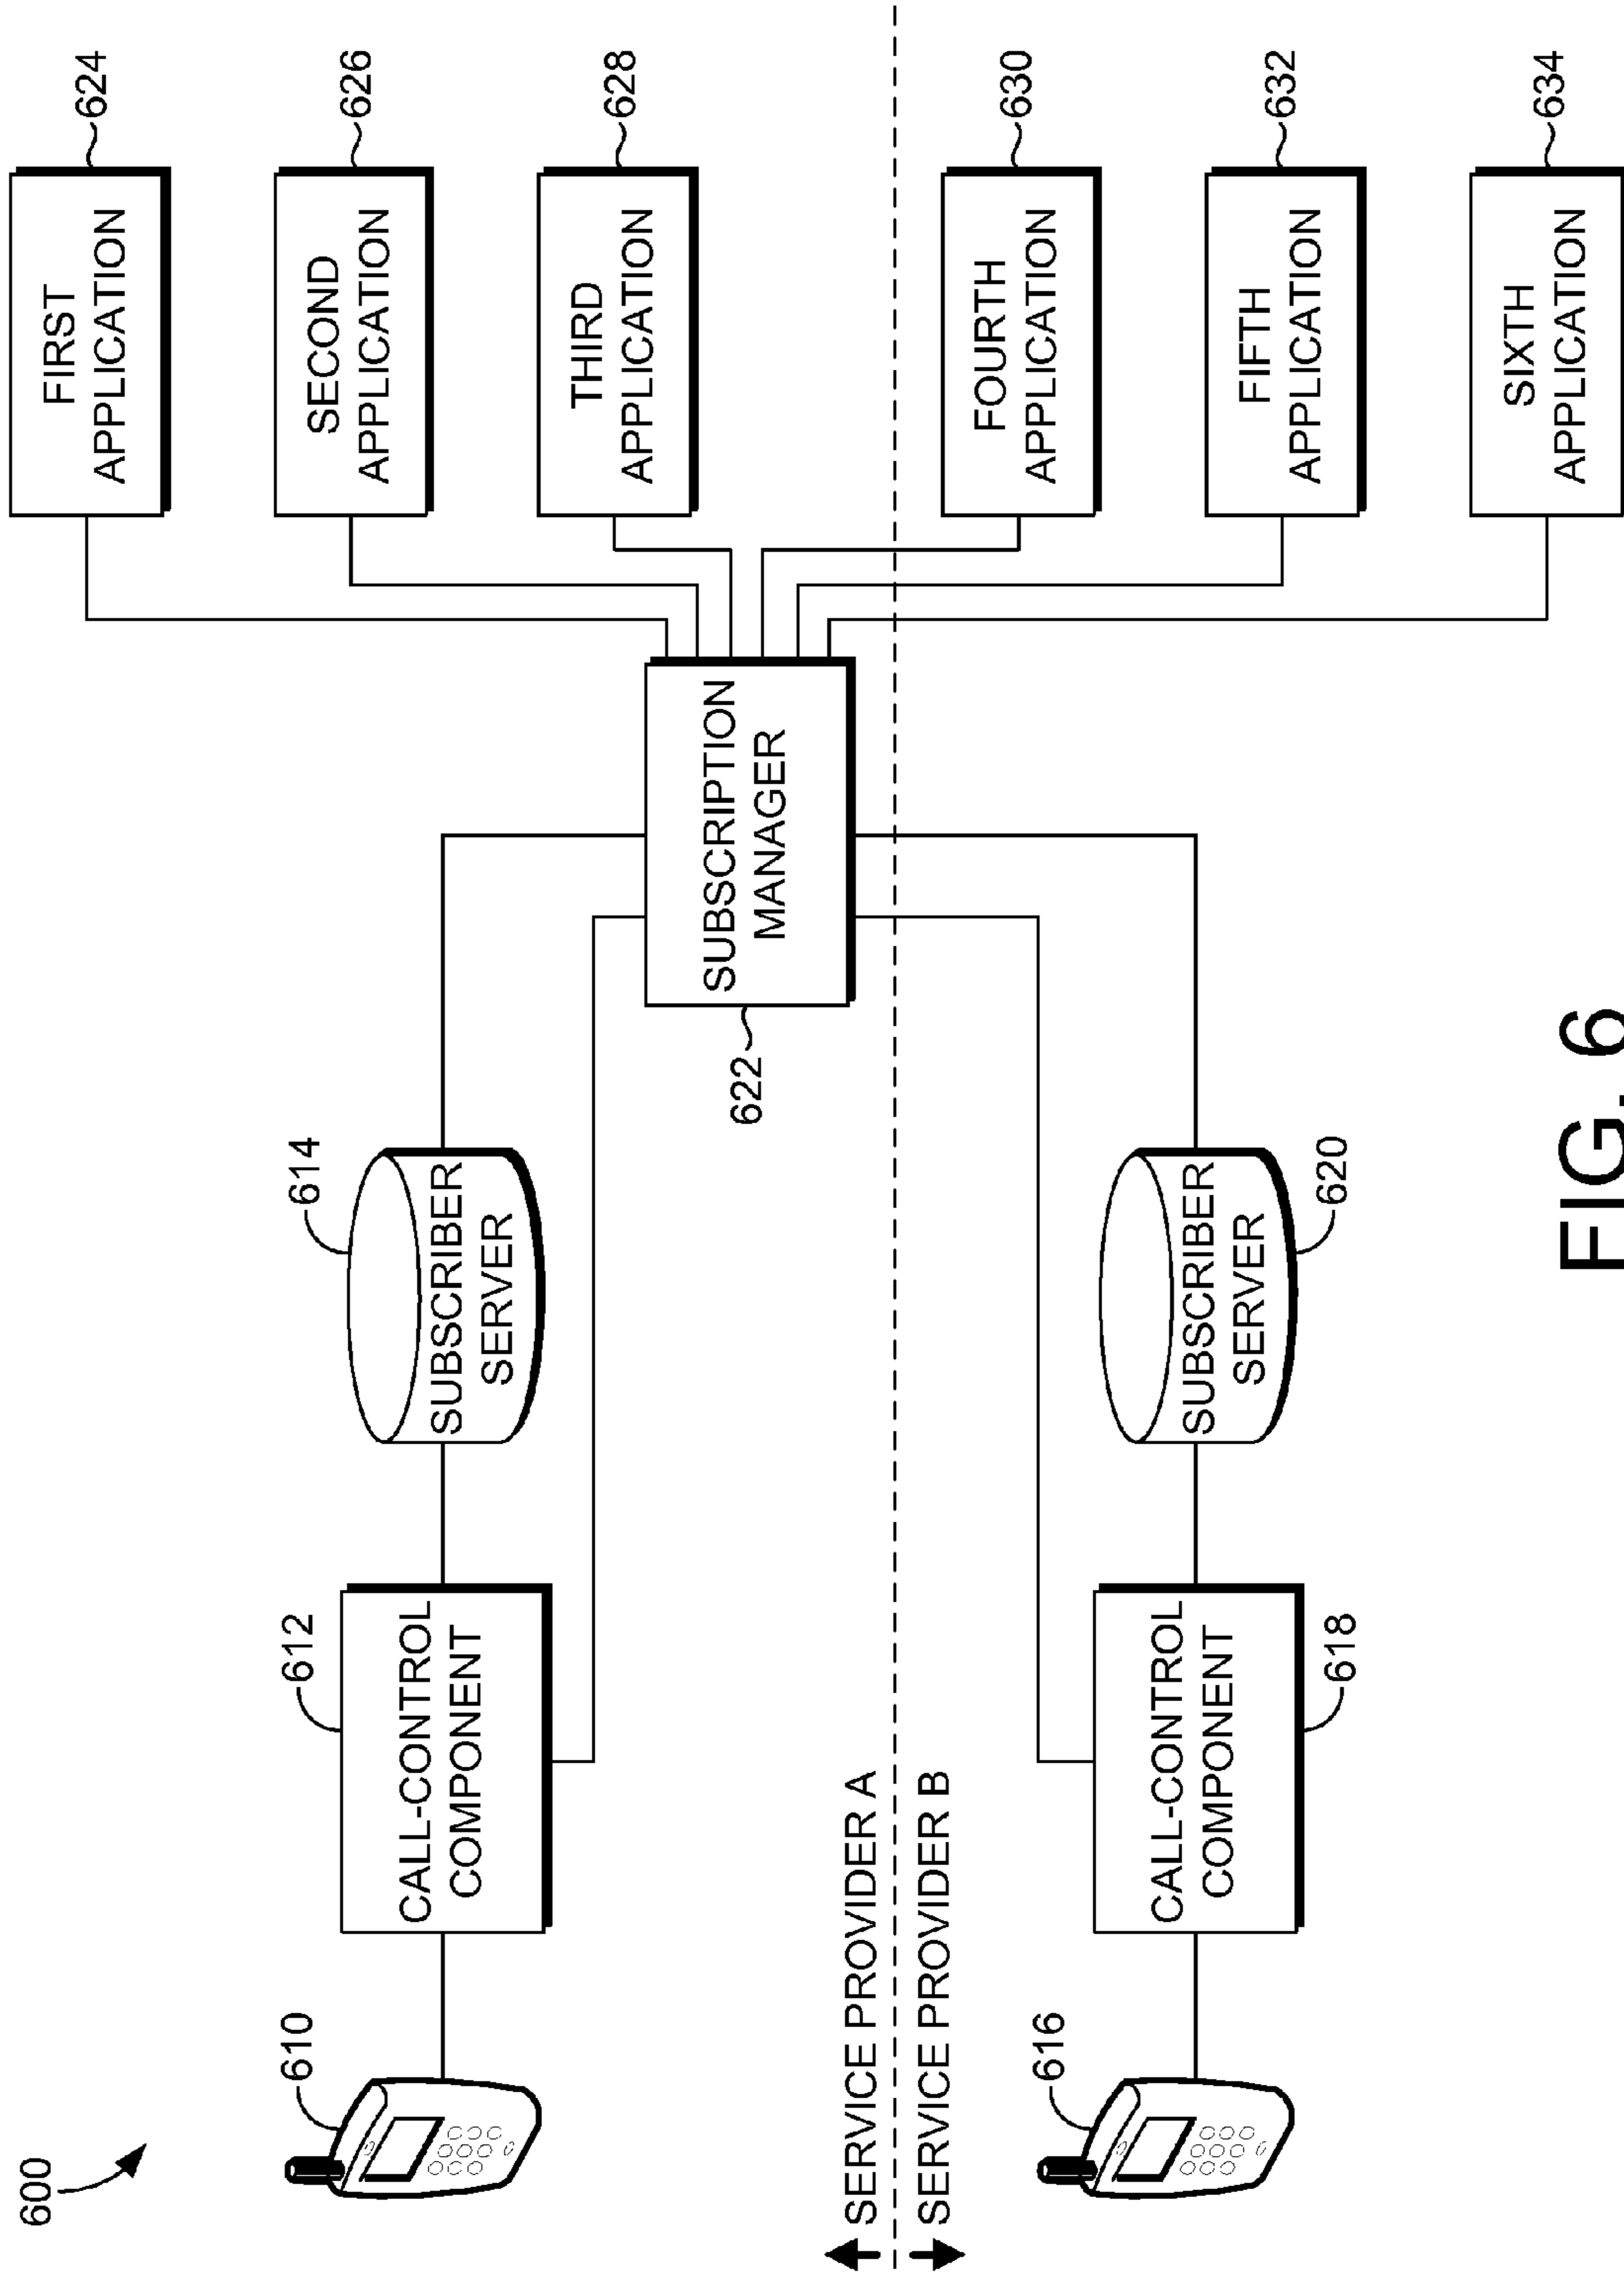 600
610
612
614
CALL-CONTROL
COMPONENT
SUBSCRIBER
SERVER
622
SUBSCRIPTION
MANAGER
FIRST
APPLICATION
624
SECOND
APPLICATION
626
THIRD
APPLICATION
628
SERVICE PROVIDER A
SERVICE PROVIDER B
616
CALL-CONTROL
COMPONENT
618
SUBSCRIBER
SERVER
620
FOURTH
APPLICATION
630
FIFTH
APPLICATION
632
SIXTH
APPLICATION
634
FIG. 6